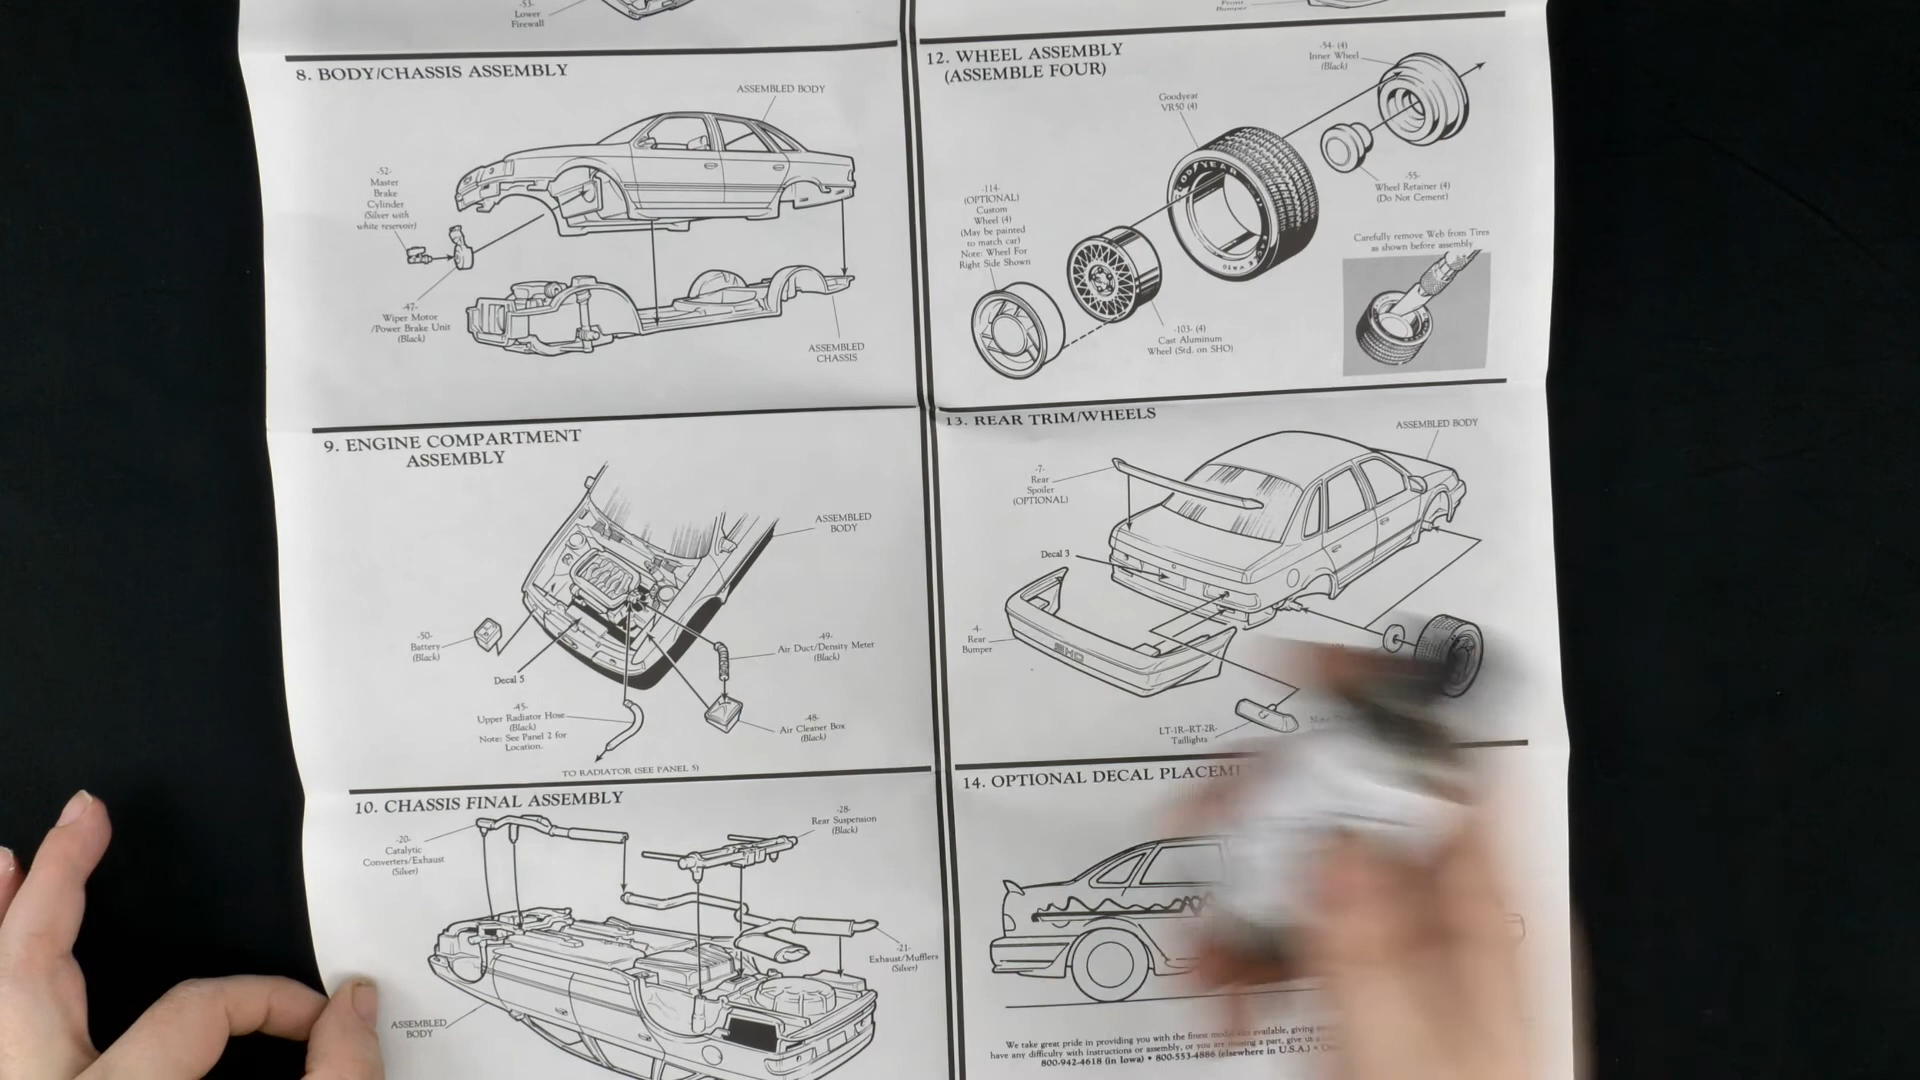 -53-
Lower
Firewall
8. BODY/CHASSIS ASSEMBLY
ASSEMBLED BODY
-52-
Master
Brake
Cylinder
(Silver with
white reservoir)
-47-
Wiper Motor
/Power Brake Unit
(Black)
ASSEMBLED
CHASSIS
9. ENGINE COMPARTMENT
ASSEMBLY
ASSEMBLED
BODY
-50-
Battery
(Black)
Decal 5
-49-
Air Duct/Density Meter
(Black)
-45-
Upper Radiator Hose
(Black)
Note: See Panel 2 for
Location.
-48-
Air Cleaner Box
(Black)
TO RADIATOR (SEE PANEL 5)
10. CHASSIS FINAL ASSEMBLY
-20-
Catalytic
Converters/Exhaust
(Silver)
-28-
Rear Suspension
(Black)
-21-
Exhaust/Mufflers
(Silver)
ASSEMBLED
BODY
Front
Bumper
12. WHEEL ASSEMBLY
(ASSEMBLE FOUR)
-54- (4)
Inner Wheel
(Black)
Goodyear
VR50 (4)
GOODYEAR
-55-
Wheel Retainer (4)
(Do Not Cement)
-114-
(OPTIONAL)
Custom
Wheel (4)
(May be painted
to match car)
Note: Wheel For
Right Side Shown
Carefully remove Web from Tires
as shown before assembly
-103- (4)
Cast Aluminum
Wheel (Std. on SHO)
13. REAR TRIM/WHEELS
ASSEMBLED BODY
-7-
Rear
Spoiler
(OPTIONAL)
Decal 3
-4-
Rear
Bumper
SHO
LT-1R–RT-2R-
Taillights
14. OPTIONAL DECAL
We take great pride in providing you with the finest available, giving
have any difficulty with instructions or assembly, or you are missing a part, give us
800-942-4618 (in Iowa) • 800-553-4886 (elsewhere in U.S.A.) •